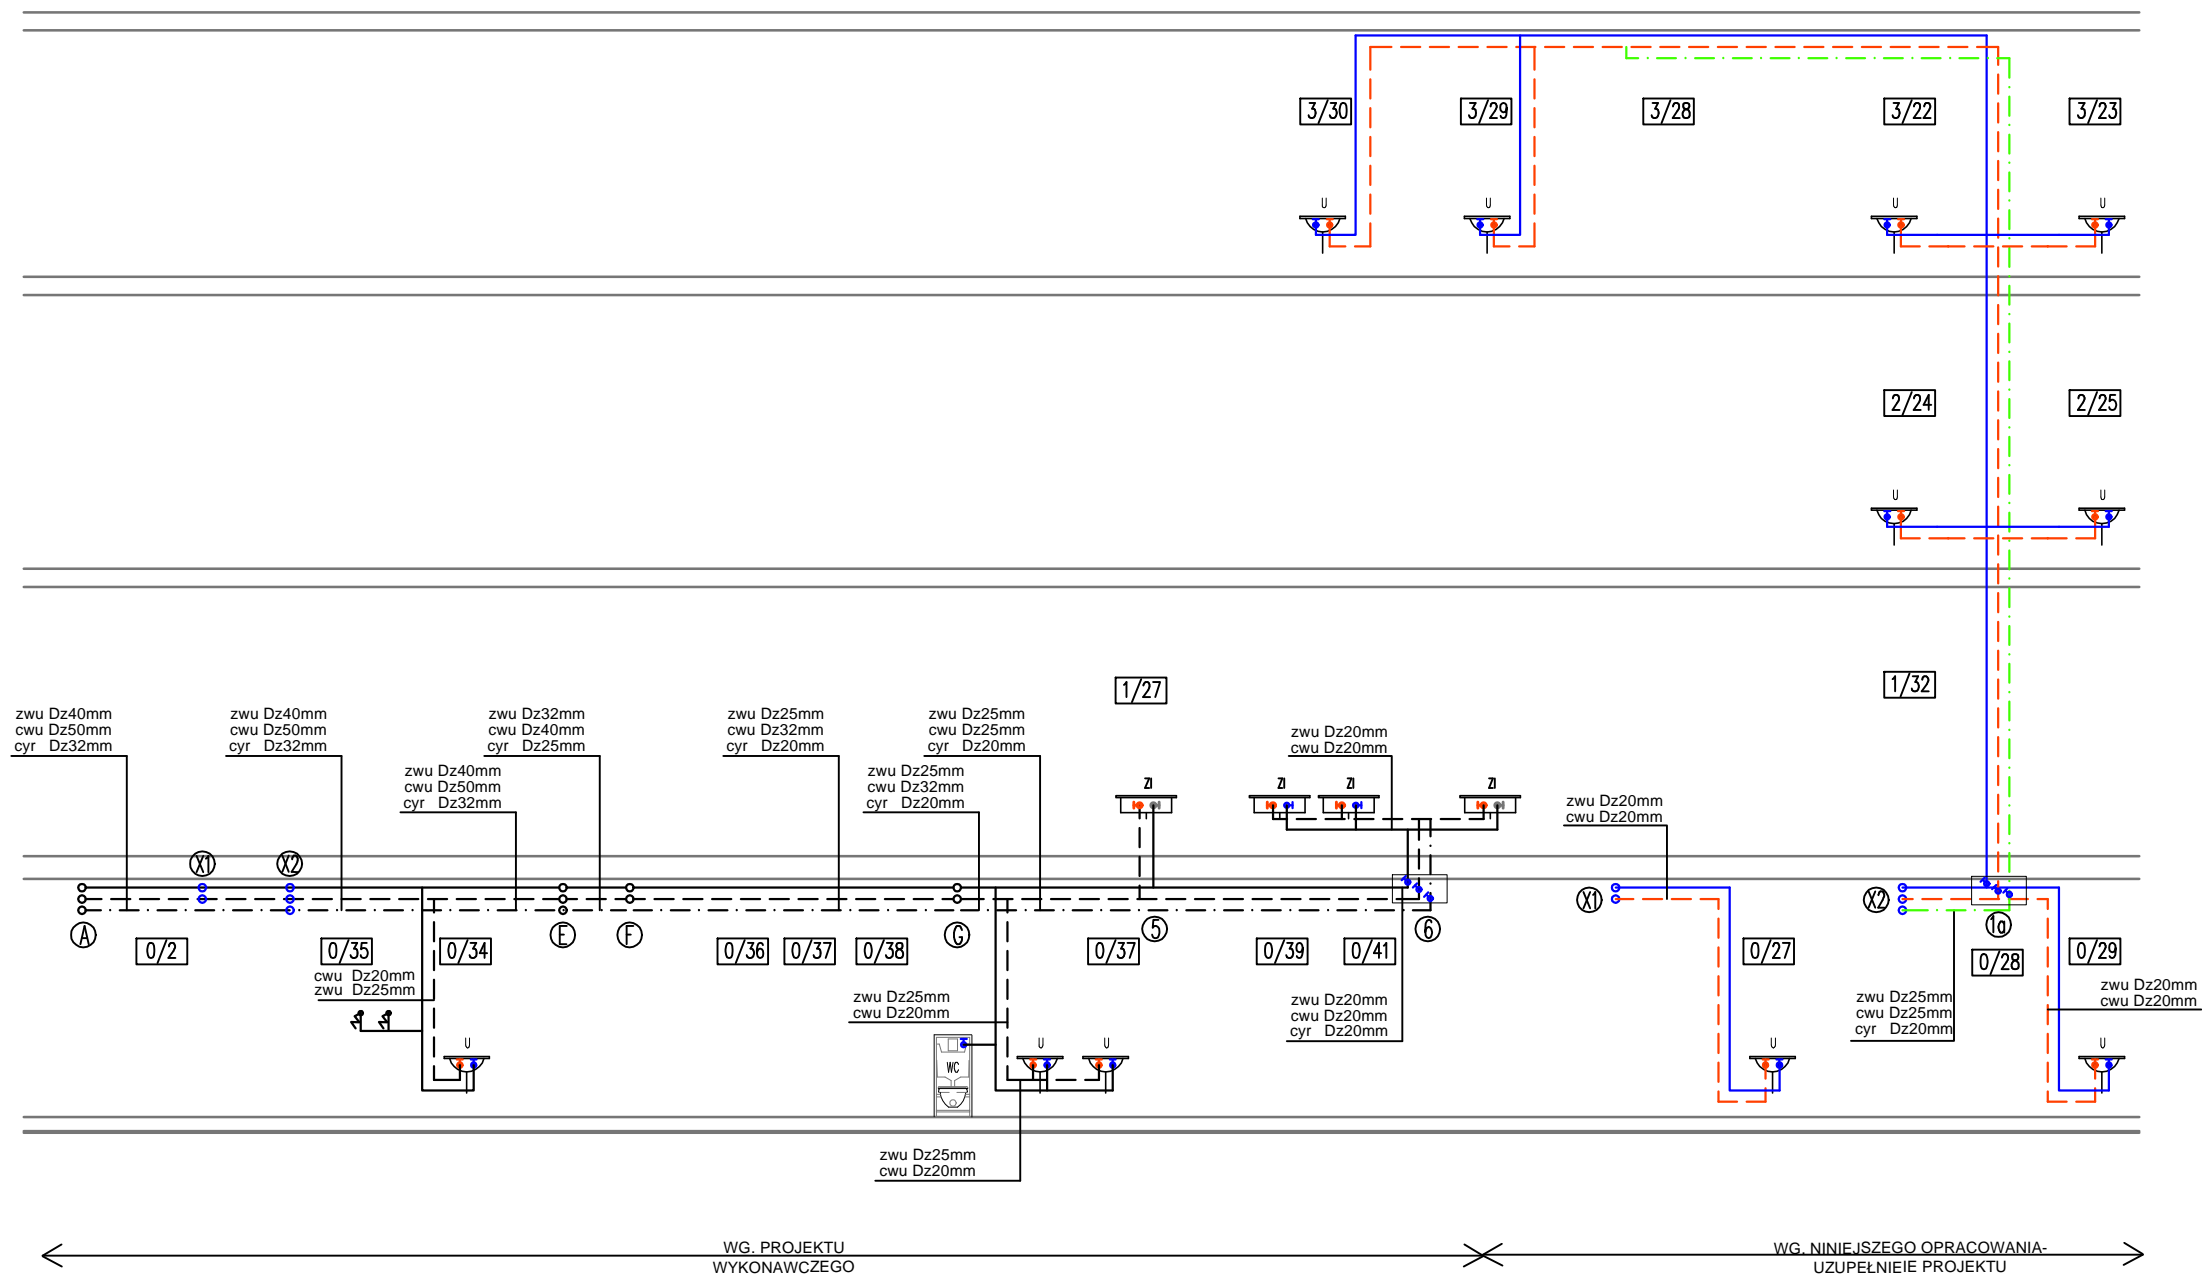 3/30
3/29
3/28
3/22
3/23
U
U
U
U
2/24
2/25
U
U
1/27
1/32
zwu Dz40mm
cwu Dz50mm
cyr Dz32mm
zwu Dz40mm
cwu Dz50mm
cyr Dz32mm
zwu Dz32mm
cwu Dz40mm
cyr Dz25mm
zwu Dz25mm
cwu Dz32mm
cyr Dz20mm
zwu Dz25mm
cwu Dz25mm
cyr Dz20mm
zwu Dz20mm
cwu Dz20mm
zwu Dz40mm
cwu Dz50mm
cyr Dz32mm
zwu Dz25mm
cwu Dz32mm
cyr Dz20mm
ZI
ZI
ZI
ZI
zwu Dz20mm
cwu Dz20mm
X1
X2
X1
X2
A
E
F
G
5
6
1a
0/2
0/35
0/34
0/36
0/37
0/38
0/37
0/39
0/41
0/27
0/28
0/29
cwu Dz20mm
zwu Dz25mm
zwu Dz25mm
cwu Dz20mm
zwu Dz20mm
cwu Dz20mm
cyr Dz20mm
zwu Dz25mm
cwu Dz25mm
cyr Dz20mm
zwu Dz20mm
cwu Dz20mm
U
WC
U
U
U
U
zwu Dz25mm
cwu Dz20mm
WG. PROJEKTU
WYKONAWCZEGO
WG. NINIEJSZEGO OPRACOWANIA-
UZUPEŁNIEIE PROJEKTU